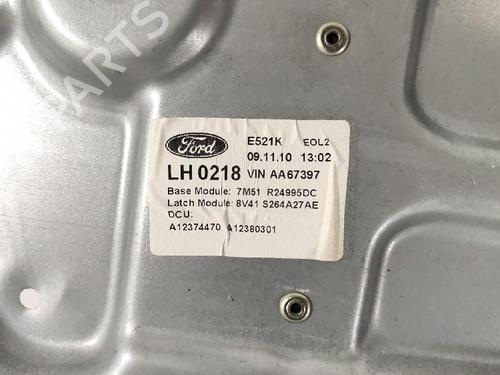 PARTS
Ford
E521K EOL2
09.11.10 13:02
LH 0218 VIN AA67397
Base Module: 7M51 R24995DC
Latch Module: 8V41 S264A27AE
DCU:
A12374470 A12380301